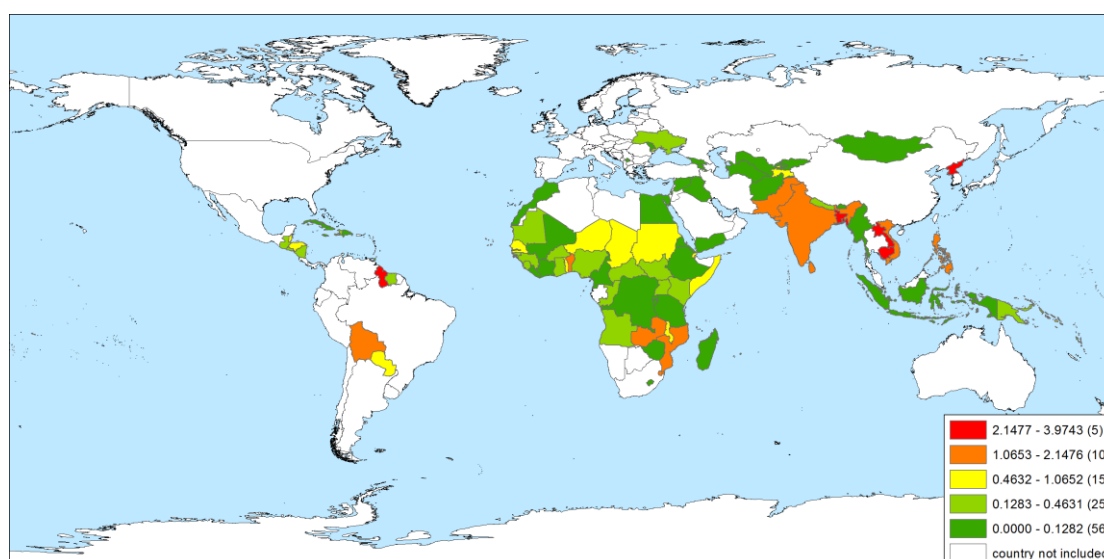 2.1477 - 3.9743 (5)
1.0653 - 2.1476 (10
0.4632 - 1.0652 (15
0.1283 - 0.4631 (25
0.0000 - 0.1282 (56
country not include